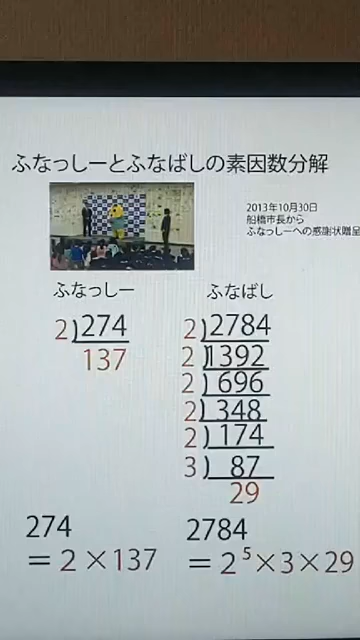 ふなっしーとふなばしの素因数分解
2013年10月30日
船橋市長から
ふなっしーへの感謝状贈呈
ふなっしー
2)274
137
ふなばし
2)2784
2)1392
2)696
2)348
2)174
3)87
29
274
=2×137
2784
=2⁵×3×29